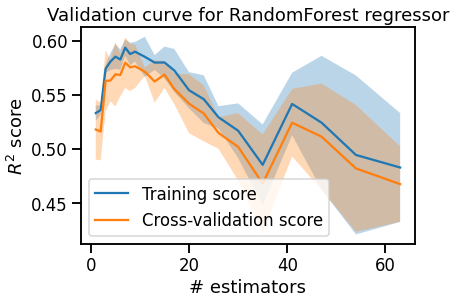 Validation curve for RandomForest regressor
0.60
0.55
0.50
0.45
R² score
Training score
Cross-validation score
0
20
40
60
# estimators